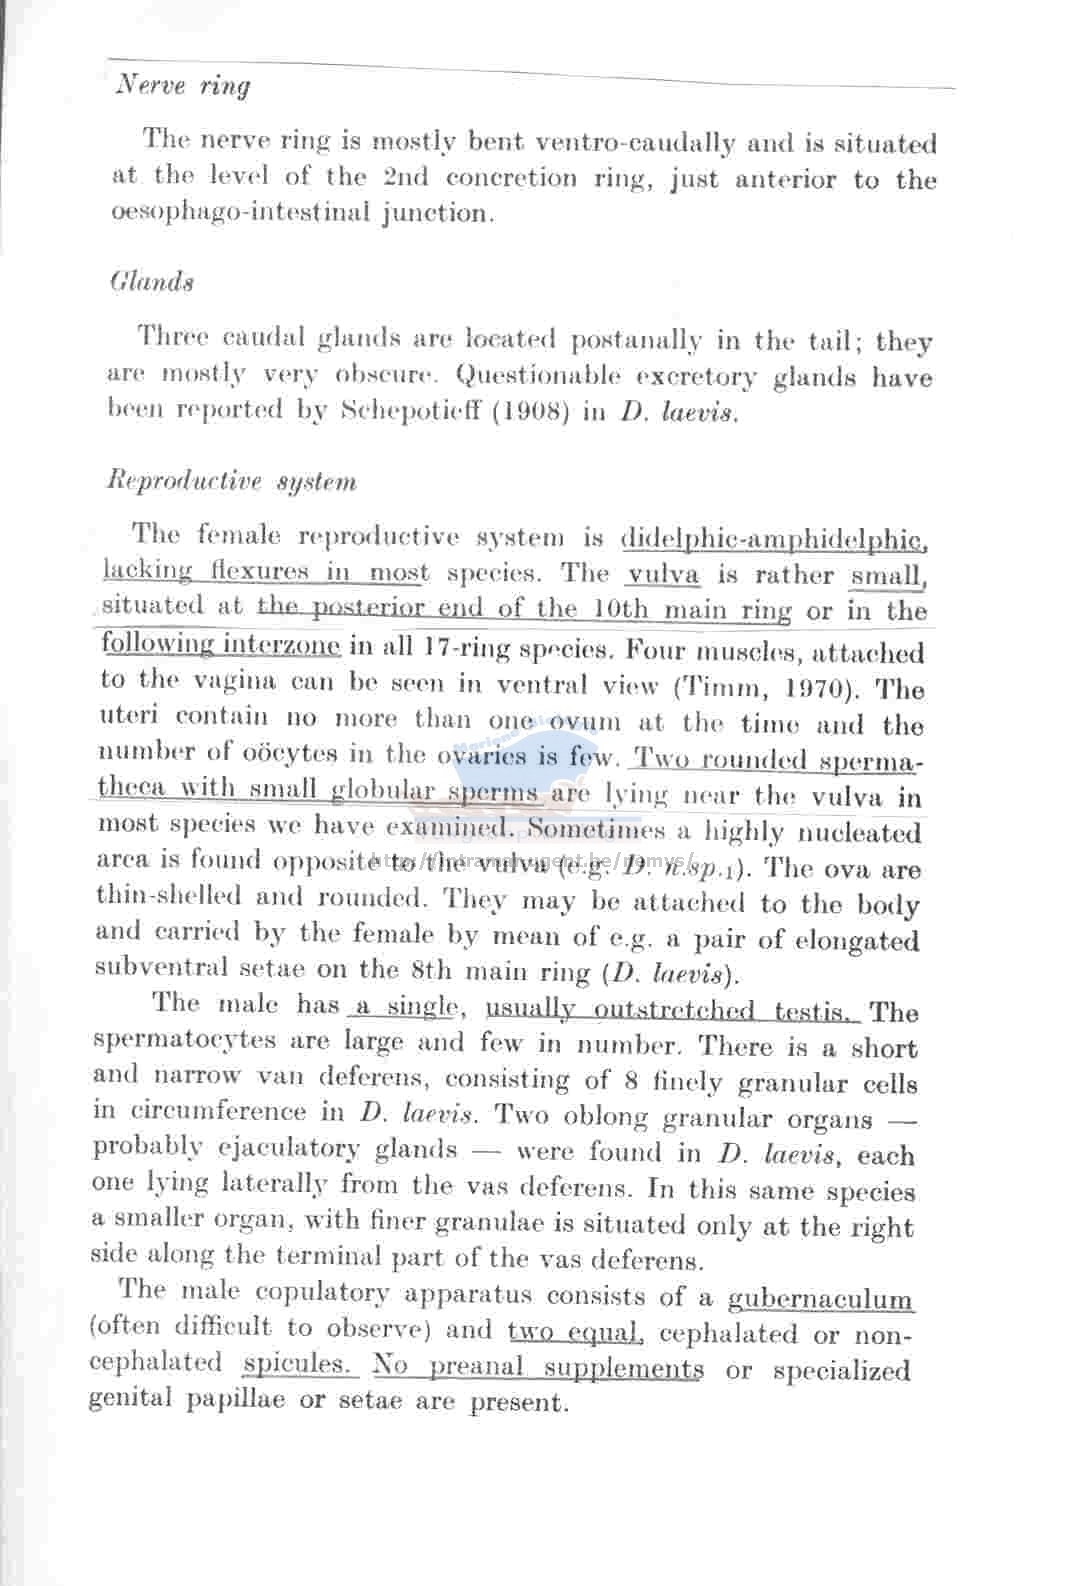 Nerve ring
The nerve ring is mostly bent ventro-caudally and is situated
at the level of the 2nd concretion ring, just anterior to the
oesophago-intestinal junction.
Glands
Three caudal glands are located postanally in the tail; they
are mostly very obscure. Questionable excretory glands have
been reported by Schepotieff (1908) in D. laevis.
Reproductive system
The female reproductive system is didelphic-amphidelphic,
lacking flexures in most species. The vulva is rather small,
situated at the posterior end of the 10th main ring or in the
following interzone in all 17-ring species. Four muscles, attached
to the vagina can be seen in ventral view (Timm, 1970). The
uteri contain no more than one ovum at the time and the
number of oöcytes in the ovaries is few. Two rounded sperma-
theca with small globular sperms are lying near the vulva in
most species we have examined. Sometimes a highly nucleated
area is found opposite to the vulva (e.g. D. n.sp.1). The ova are
thin-shelled and rounded. They may be attached to the body
and carried by the female by mean of e.g. a pair of elongated
subventral setae on the 8th main ring (D. laevis).
The male has a single, usually outstretched testis. The
spermatocytes are large and few in number. There is a short
and narrow van deferens, consisting of 8 finely granular cells
in circumference in D. laevis. Two oblong granular organs —
probably ejaculatory glands — were found in D. laevis, each
one lying laterally from the vas deferens. In this same species
a smaller organ, with finer granulae is situated only at the right
side along the terminal part of the vas deferens.
The male copulatory apparatus consists of a gubernaculum
(often difficult to observe) and two equal, cephalated or non-
cephalated spicules. No preanal supplements or specialized
genital papillae or setae are present.
http://intramar.ugent.be/nemys/